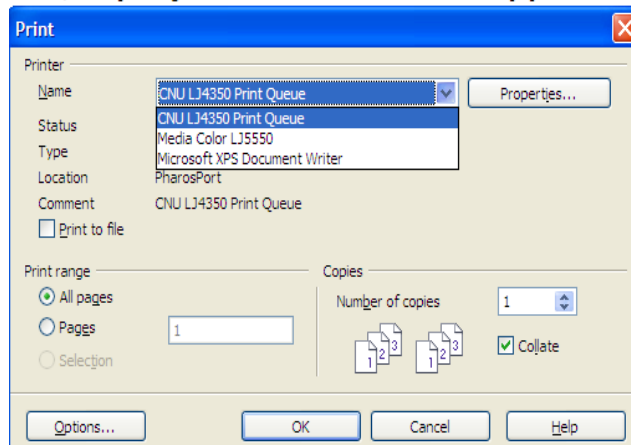 Print
Printer
Name
CNU LJ4350 Print Queue
Properties...
CNU LJ4350 Print Queue
Status
Media Color LJ5550
Type
Microsoft XPS Document Writer
Location
PharosPort
Comment
CNU LJ4350 Print Queue
Print to file
Print range
Copies
All pages
Number of copies
1
Pages
1
1 2 3
1 2 3
Collate
Selection
Options...
OK
Cancel
Help